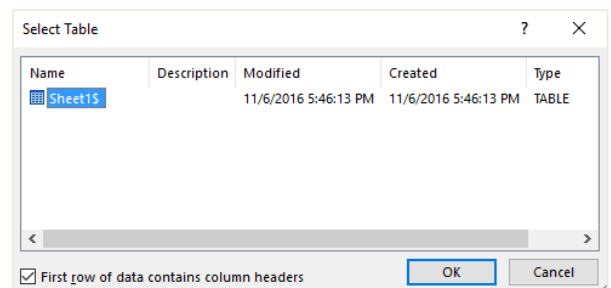 Select Table ?
Name Description Modified Created Type
Sheet1$ 11/6/2016 5:46:13 PM 11/6/2016 5:46:13 PM TABLE
First row of data contains column headers OK Cancel